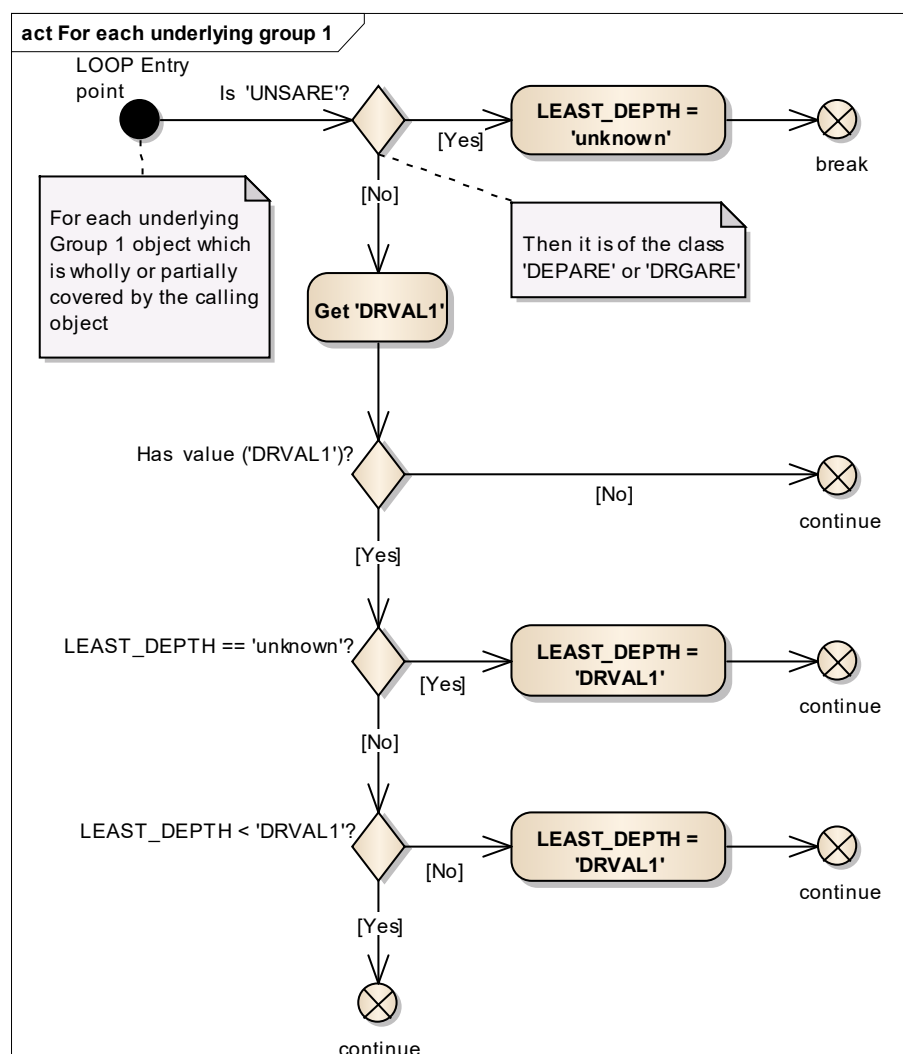 act For each underlying group 1
LOOP Entry
point
Is 'UNSARE'?
[Yes]
LEAST_DEPTH =
'unknown'
break
[No]
For each underlying
Group 1 object which
is wholly or partially
covered by the calling
object
Then it is of the class
'DEPARE' or 'DRGARE'
Get 'DRVAL1'
Has value ('DRVAL1')?
[No]
continue
[Yes]
LEAST_DEPTH == 'unknown'?
[Yes]
LEAST_DEPTH =
'DRVAL1'
continue
[No]
LEAST_DEPTH < 'DRVAL1'?
[No]
LEAST_DEPTH =
'DRVAL1'
continue
[Yes]
continue